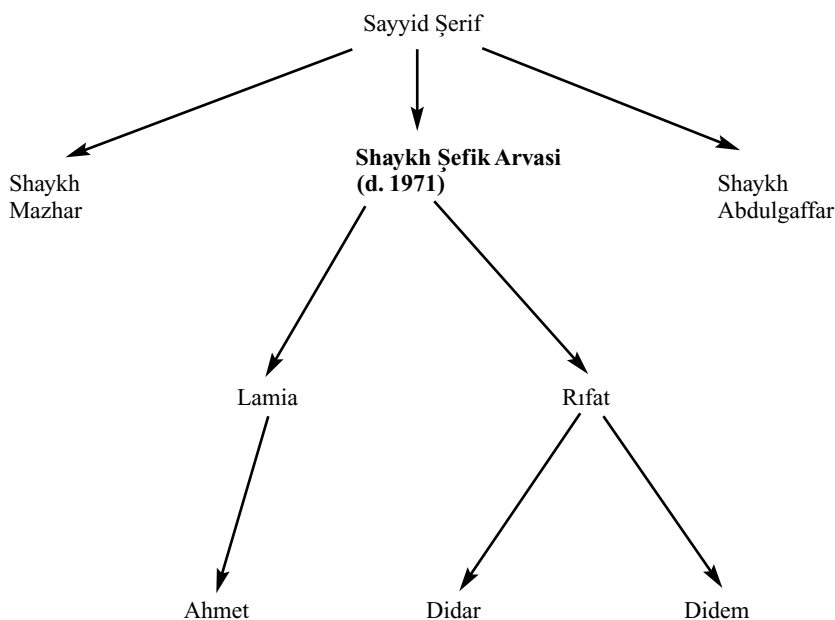 Sayyid Şerif
Shaykh
Mazhar
Shaykh Şefik Arvasi
(d. 1971)
Shaykh
Abdulgaffar
Lamia
Rıfat
Ahmet
Didar
Didem